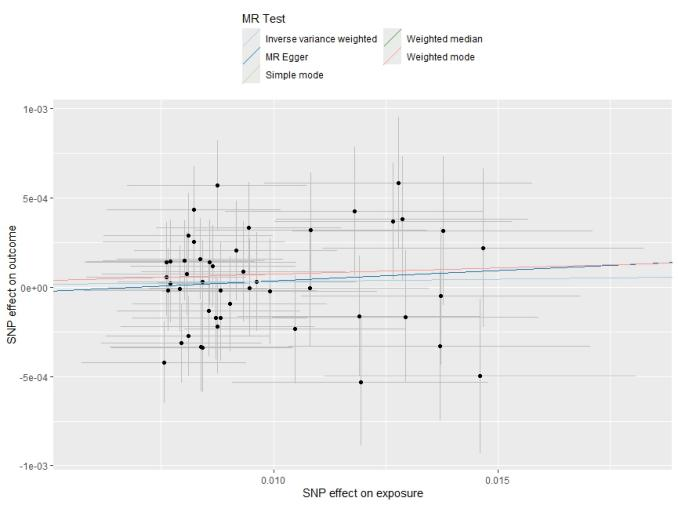 MR Test
Inverse variance weighted
Weighted median
MR Egger
Weighted mode
Simple mode
1e-03
5e-04
0e+00
-5e-04
-1e-03
SNP effect on outcome
0.010
0.015
SNP effect on exposure